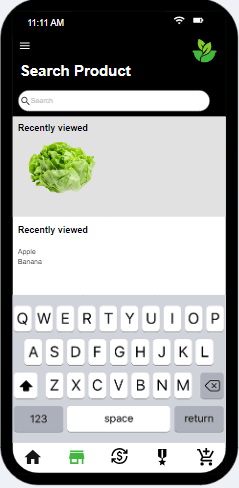 11:11 AM
Search Product
Search
Recently viewed
Recently viewed
Apple
Banana
Q W E R T Y U I O P
A S D F G H J K L
Z X C V B N M
123 space return